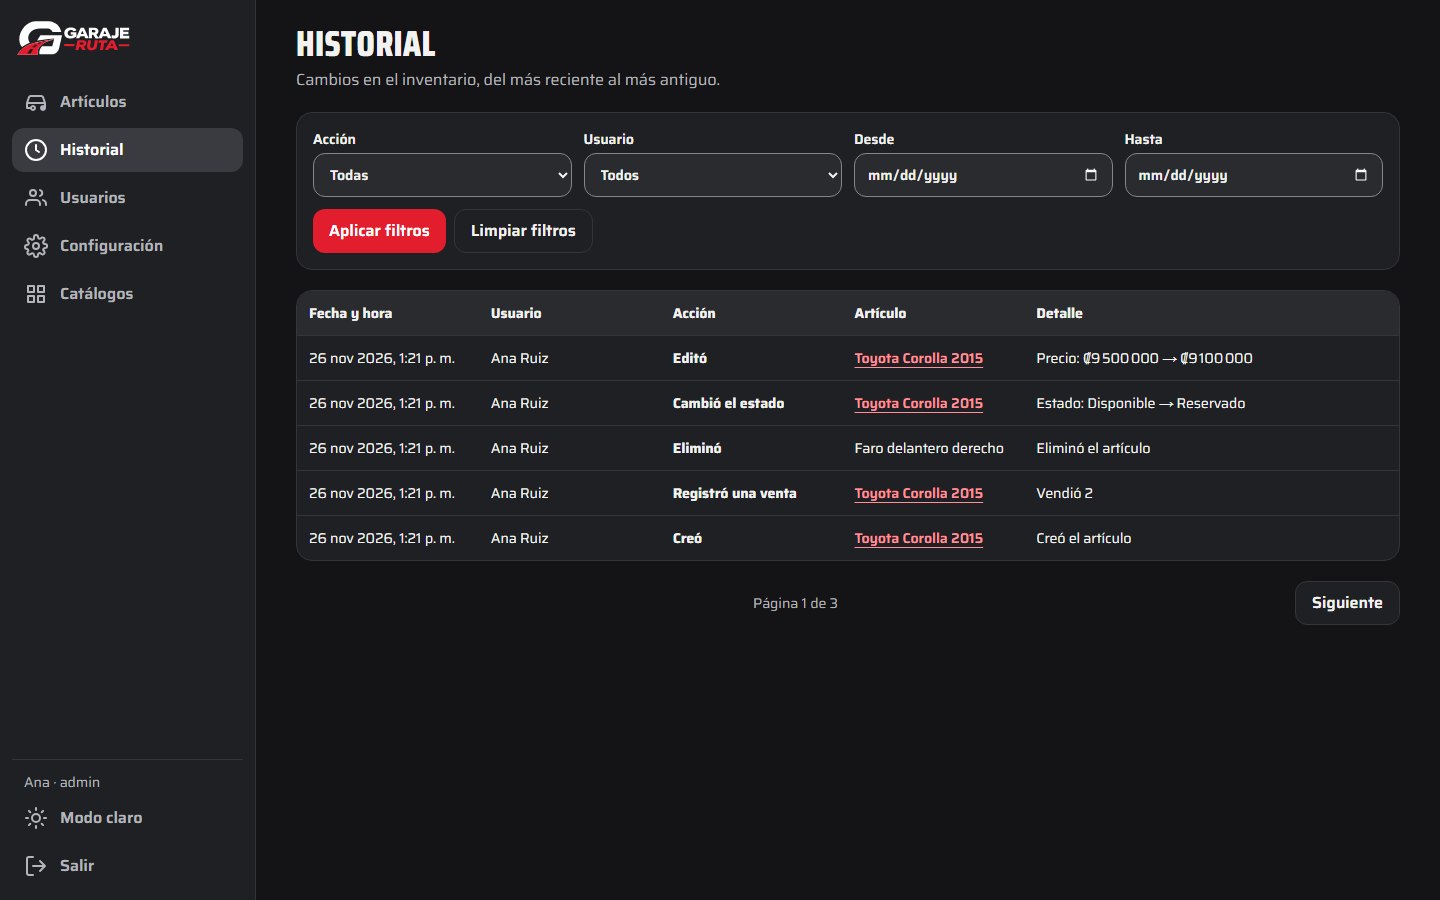 GARAJE
RUTA
Artículos
Historial
Usuarios
Configuración
Catálogos
Ana · admin
Modo claro
Salir
HISTORIAL
Cambios en el inventario, del más reciente al más antiguo.
Acción Usuario Desde Hasta
Todas Todos mm/dd/yyyy mm/dd/yyyy
Aplicar filtros Limpiar filtros
Fecha y hora Usuario Acción Artículo Detalle
26 nov 2026, 1:21 p. m. Ana Ruiz Editó Toyota Corolla 2015 Precio: ₡9 500 000 → ₡9 100 000
26 nov 2026, 1:21 p. m. Ana Ruiz Cambió el estado Toyota Corolla 2015 Estado: Disponible → Reservado
26 nov 2026, 1:21 p. m. Ana Ruiz Eliminó Faro delantero derecho Eliminó el artículo
26 nov 2026, 1:21 p. m. Ana Ruiz Registró una venta Toyota Corolla 2015 Vendió 2
26 nov 2026, 1:21 p. m. Ana Ruiz Creó Toyota Corolla 2015 Creó el artículo
Página 1 de 3 Siguiente